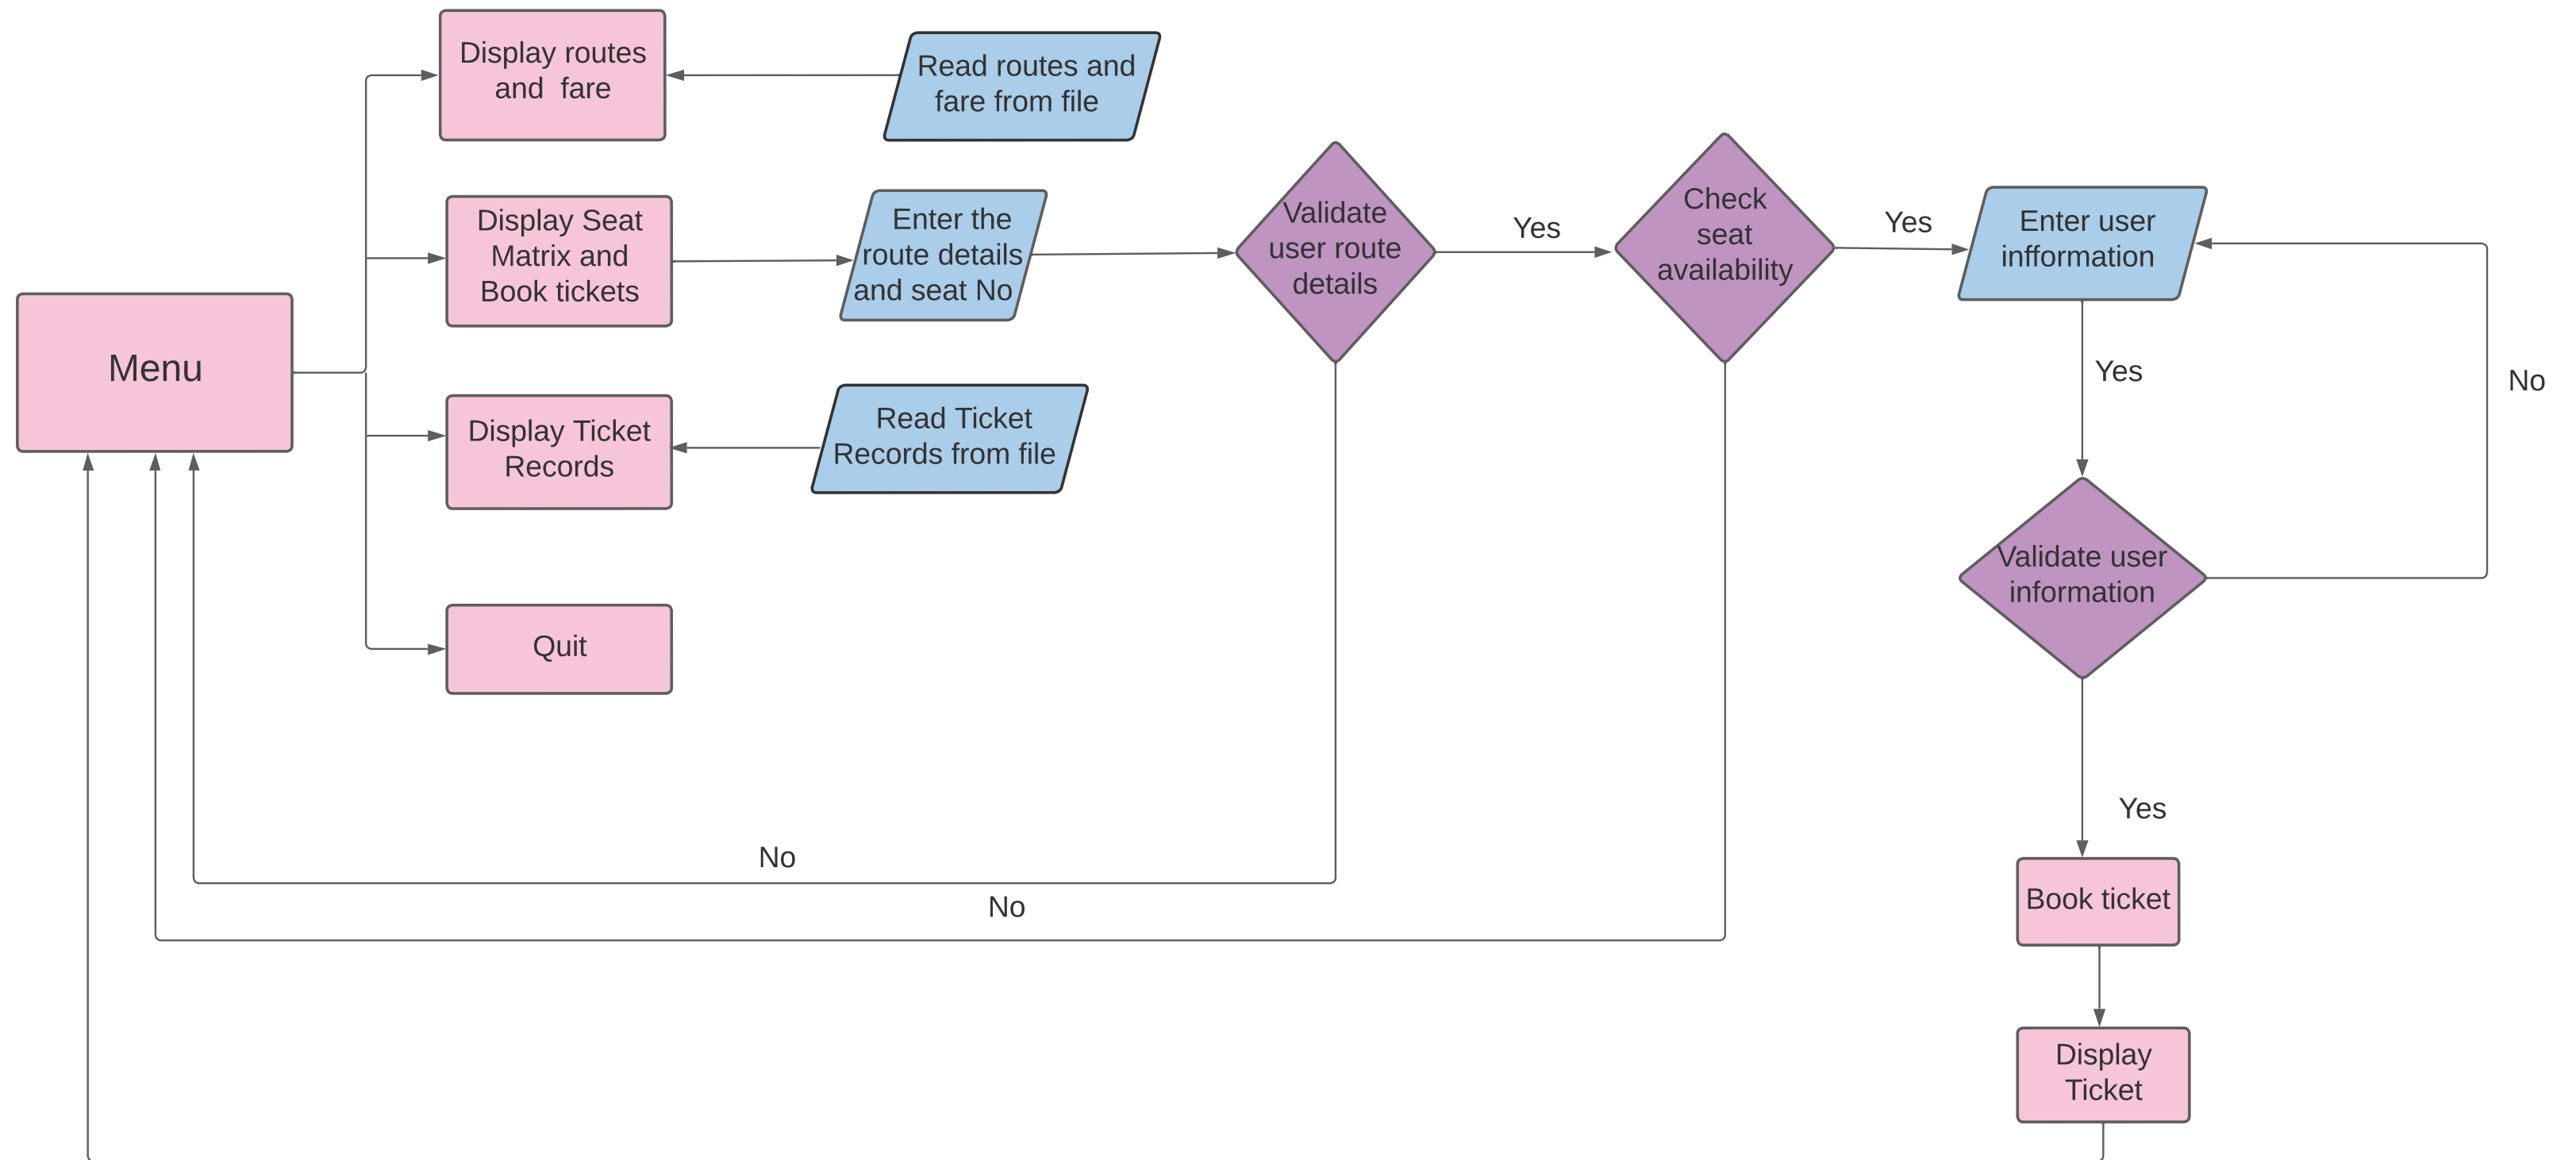 Display routes
and  fare
Read routes and
fare from file
Display Seat
Matrix and
Book tickets
Enter the
route details
and seat No
Validate
user route
details
Yes
Check
seat
availability
Yes
Enter user
infformation
Menu
Yes
No
Display Ticket
Records
Read Ticket
Records from file
Validate user
information
Quit
Yes
No
No
Book ticket
Display
Ticket